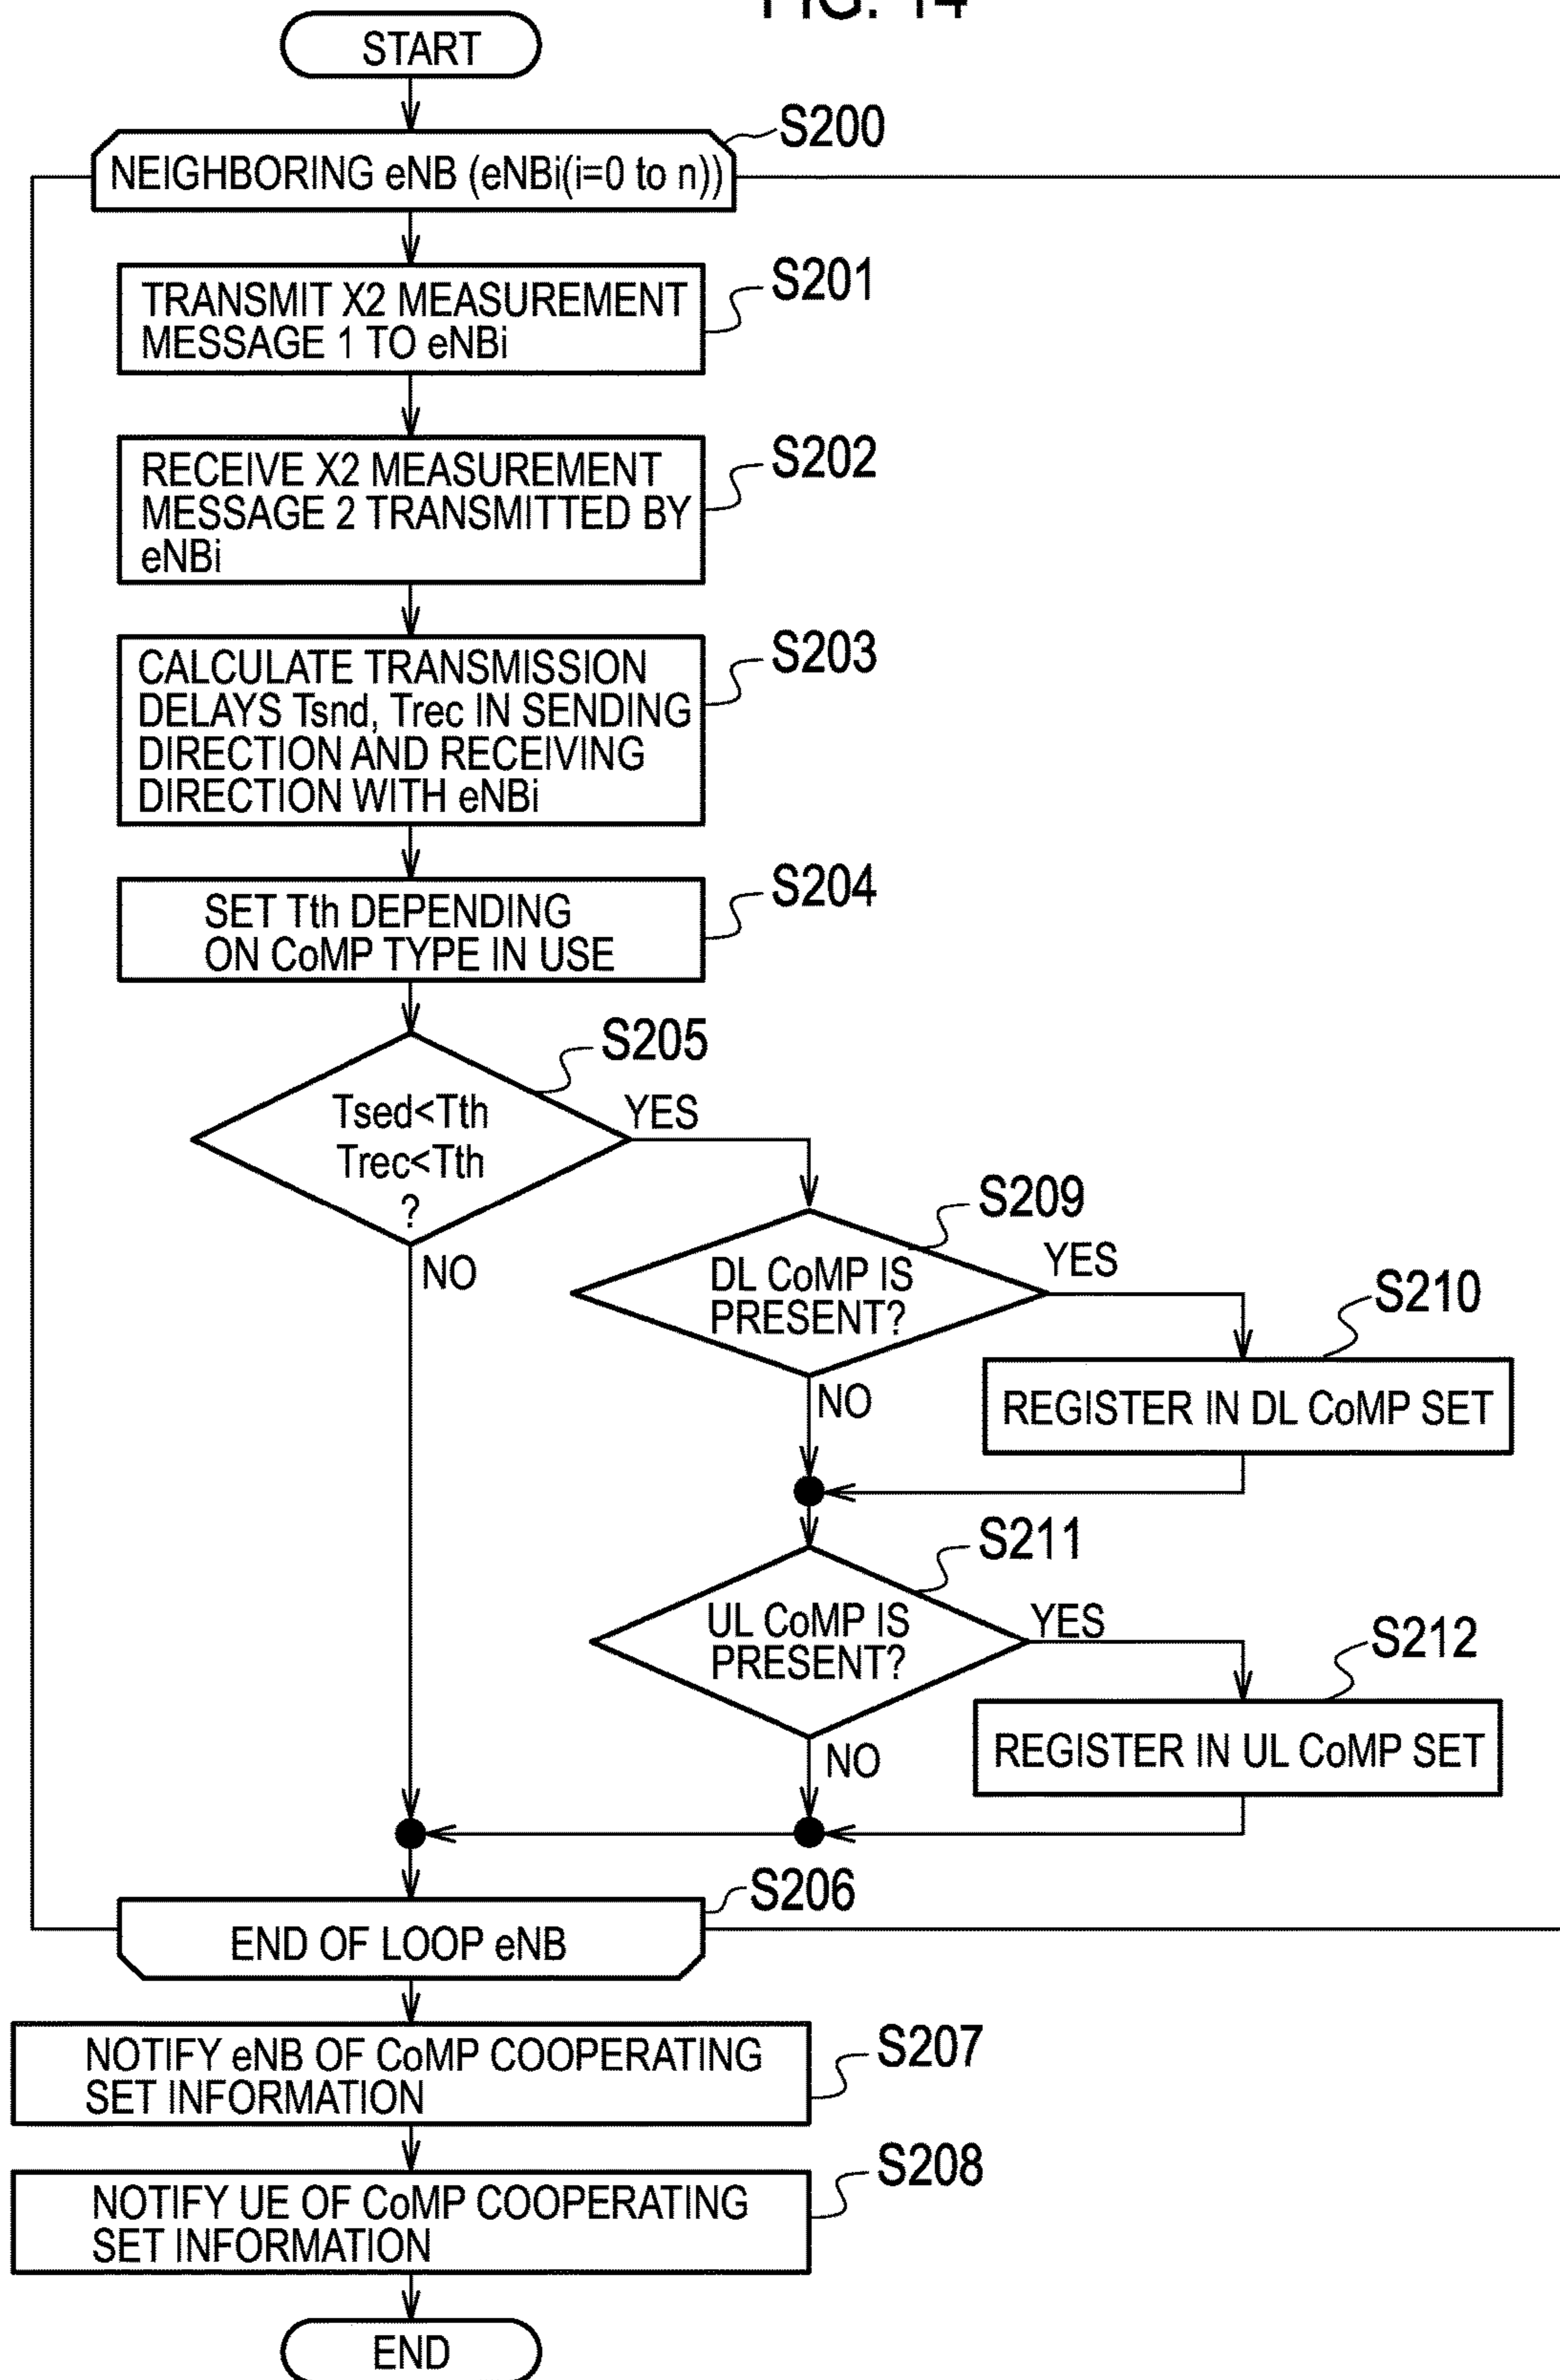 FIG. 14
START
S200
NEIGHBORING eNB (eNBi(i=0 to n))
S201
TRANSMIT X2 MEASUREMENT
MESSAGE 1 TO eNBi
S202
RECEIVE X2 MEASUREMENT
MESSAGE 2 TRANSMITTED BY
eNBi
S203
CALCULATE TRANSMISSION
DELAYS Tsnd, Trec IN SENDING
DIRECTION AND RECEIVING
DIRECTION WITH eNBi
S204
SET Tth DEPENDING
ON CoMP TYPE IN USE
S205
Tsed<Tth
Trec<Tth
?
YES
NO
S209
DL CoMP IS
PRESENT?
YES
NO
S210
REGISTER IN DL CoMP SET
S211
UL CoMP IS
PRESENT?
YES
NO
S212
REGISTER IN UL CoMP SET
S206
END OF LOOP eNB
S207
NOTIFY eNB OF CoMP COOPERATING
SET INFORMATION
S208
NOTIFY UE OF CoMP COOPERATING
SET INFORMATION
END